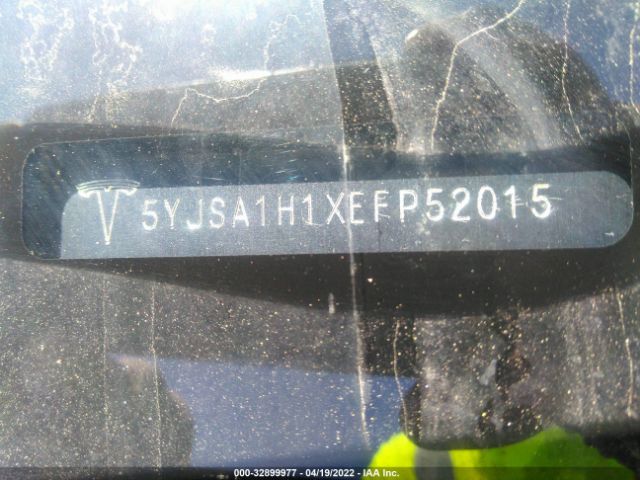 5YJSA1H1XEFP52015
000-32899977 - 04/19/2022 - IAA Inc.